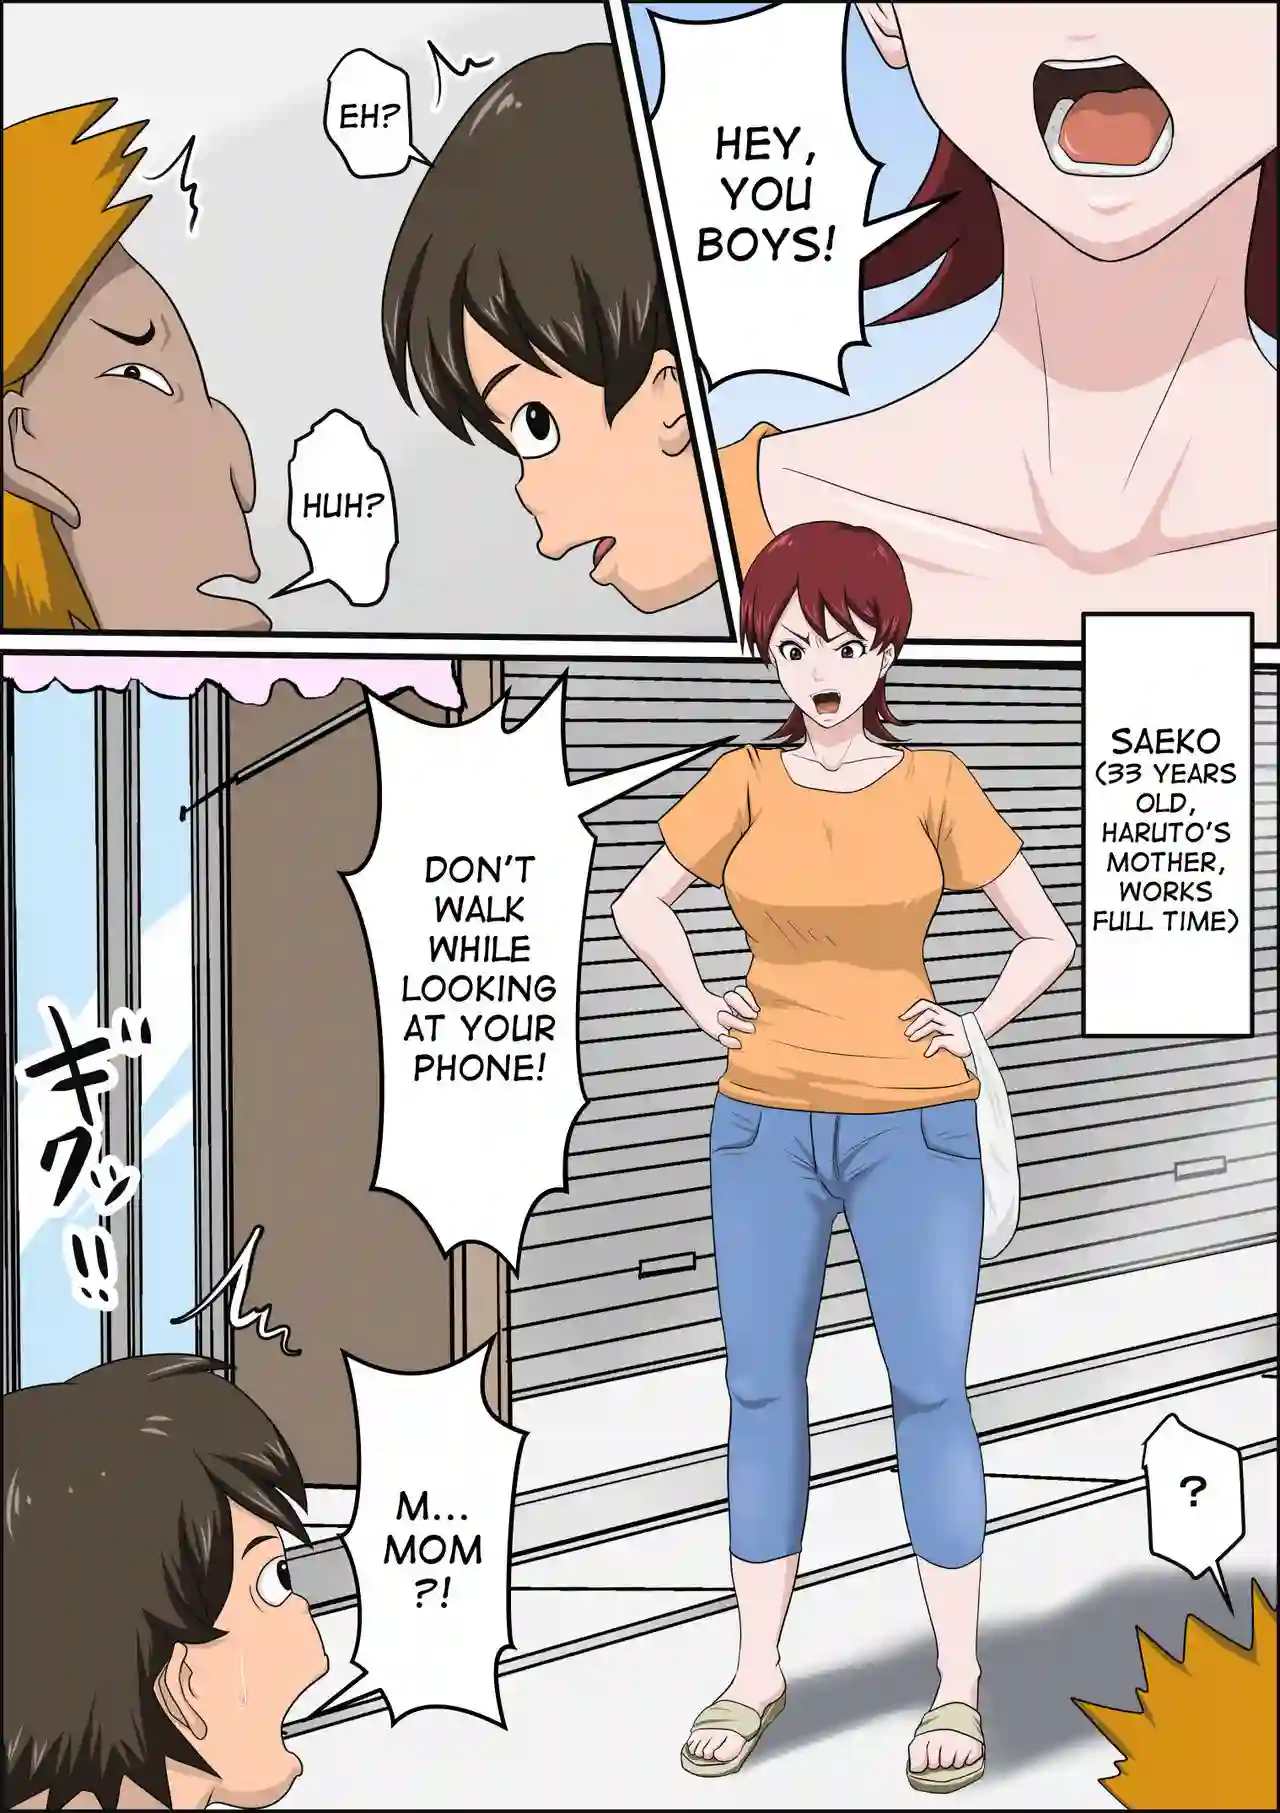 HEY,
YOU
BOYS!
EH?
HUH?
SAEKO
(33 YEARS
OLD,
HARUTO'S
MOTHER,
WORKS
FULL TIME)
DON'T
WALK
WHILE
LOOKING
AT YOUR
PHONE!
ギクッ!!
M...
MOM
?!
?